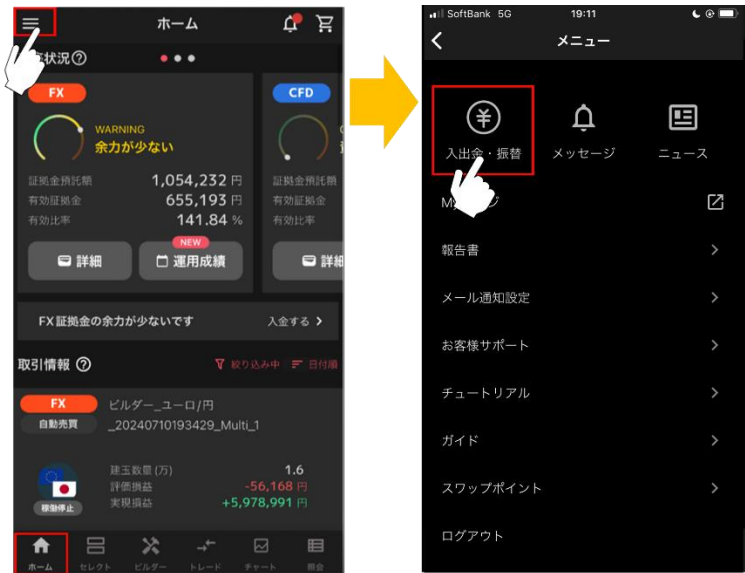 ホーム
状況?
FX
WARNING
余力が少ない
証拠金預託額 1,054,232 円
有効証拠金 655,193 円
有効比率 141.84 %
詳細
NEW
運用成績
CFD
証拠金預託額
有効証拠金
有効比率
詳細
FX証拠金の余力が少ないです 入金する >
取引情報 ?
絞り込み中 日付順
FX
自動売買
ビルダー_ユーロ/円
_20240710193429_Multi_1
稼働停止
建玉数量(万) 1.6
評価損益 -56,168 円
実現損益 +5,978,991 円
ホーム セレクト ビルダー トレード チャート 照会
SoftBank 5G 19:11
< メニュー
入出金・振替 メッセージ ニュース
報告書 >
メール通知設定 >
お客様サポート >
チュートリアル >
ガイド >
スワップポイント >
ログアウト